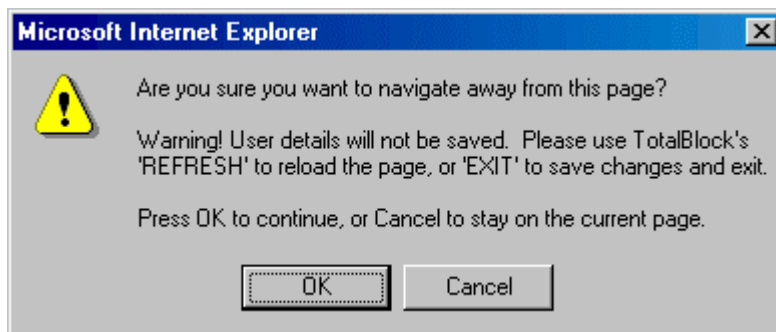 Microsoft Internet Explorer
Are you sure you want to navigate away from this page?
Warning! User details will not be saved.  Please use TotalBlock's
'REFRESH' to reload the page, or 'EXIT' to save changes and exit.
Press OK to continue, or Cancel to stay on the current page.
OK
Cancel